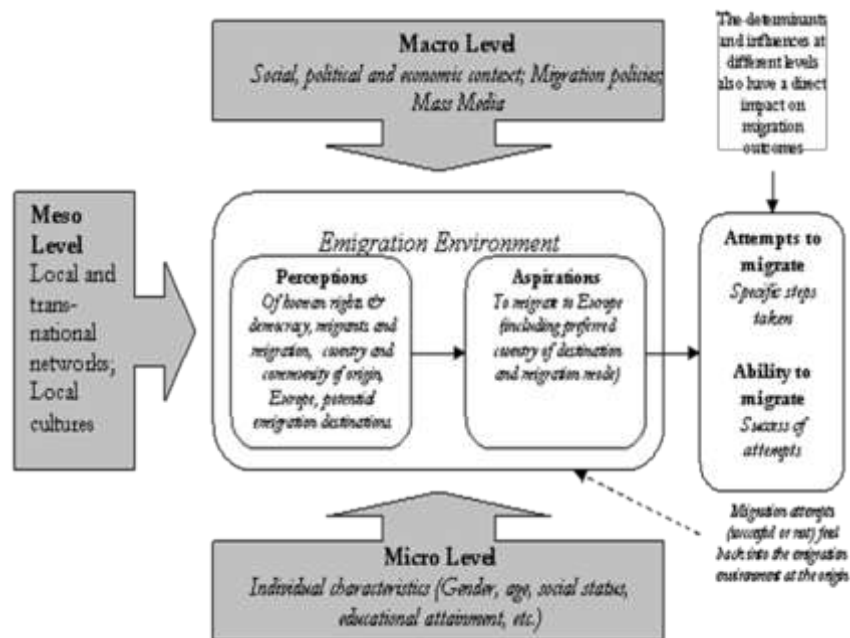 Macro Level
Social, political and economic context; Migration policies;
Mass Media
The determinants
and influences at
different levels
also have a direct
impact on
migration
outcomes
Meso
Level
Local and
trans-
national
networks;
Local
cultures
Emigration Environment
Perceptions
Of human rights &
democracy, migrants and
migration, country and
community of origin,
Europe, potential
emigration destinations
Aspirations
To migrate to Europe
(including preferred
country of destination
and migration mode)
Attempts to
migrate
Specific steps
taken
Ability to
migrate
Success of
attempts
Migration attempts
(succesful or not) feed
back into the emigration
environment at the origin
Micro Level
Individual characteristics (Gender, age, social status,
educational attainment, etc.)